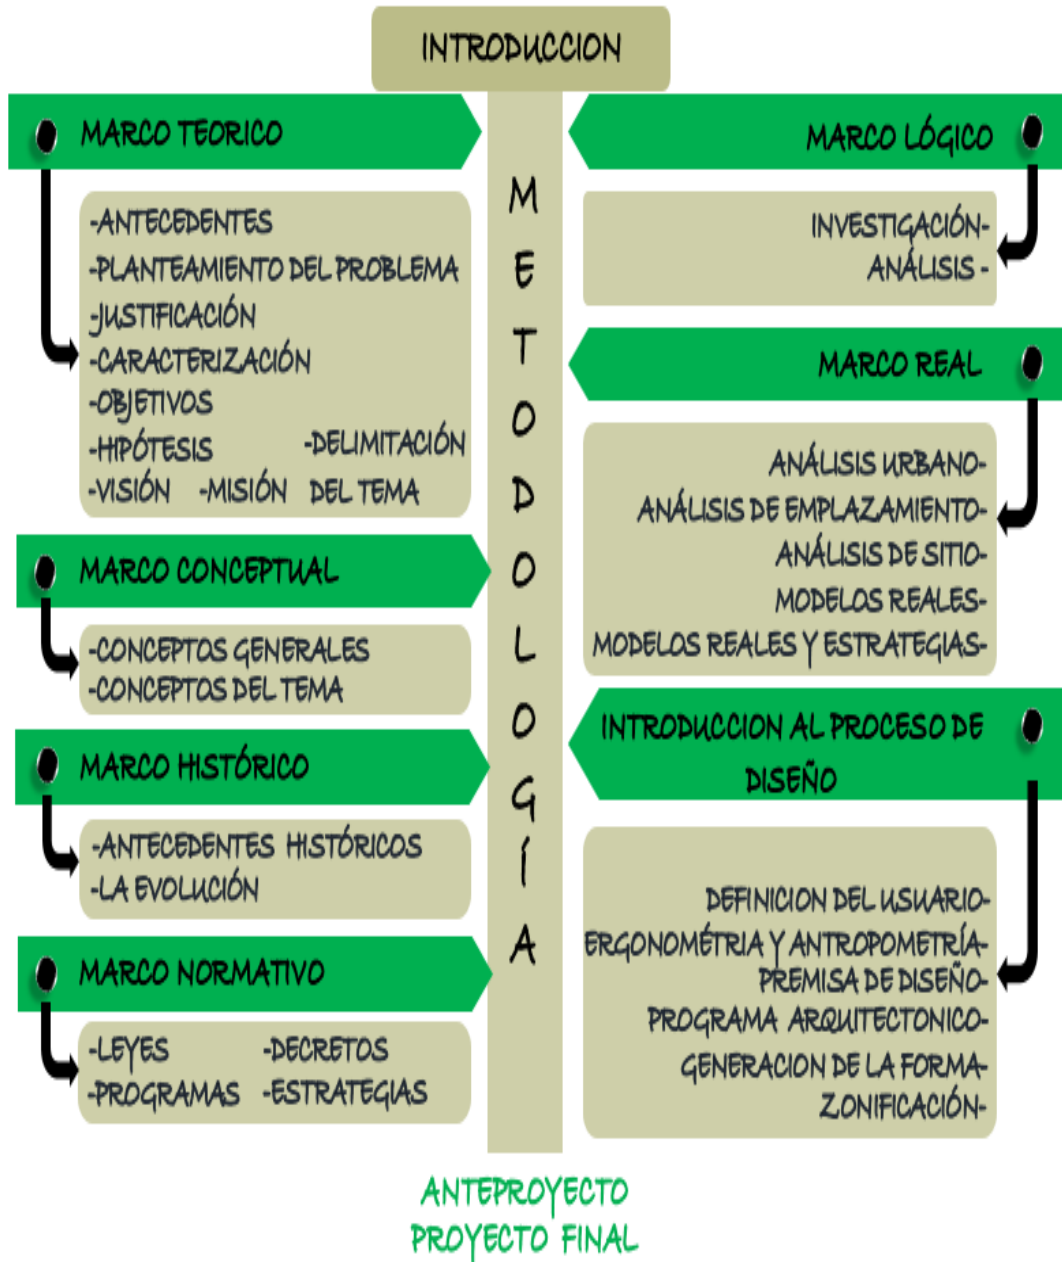 INTRODUCCION
MARCO TEORICO
-ANTECEDENTES
-PLANTEAMIENTO DEL PROBLEMA
-JUSTIFICACIÓN
-CARACTERIZACIÓN
-OBJETIVOS
-HIPÓTESIS -DELIMITACIÓN
-VISIÓN -MISIÓN DEL TEMA
MARCO CONCEPTUAL
-CONCEPTOS GENERALES
-CONCEPTOS DEL TEMA
MARCO HISTÓRICO
-ANTECEDENTES HISTÓRICOS
-LA EVOLUCIÓN
MARCO NORMATIVO
-LEYES -DECRETOS
-PROGRAMAS -ESTRATEGIAS
METODOLOGÍA
MARCO LÓGICO
INVESTIGACIÓN-
ANÁLISIS -
MARCO REAL
ANÁLISIS URBANO-
ANÁLISIS DE EMPLAZAMIENTO-
ANÁLISIS DE SITIO-
MODELOS REALES-
MODELOS REALES Y ESTRATEGIAS-
INTRODUCCION AL PROCESO DE
DISEÑO
DEFINICION DEL USUARIO-
ERGONOMÉTRIA Y ANTROPOMETRÍA-
PREMISA DE DISEÑO-
PROGRAMA ARQUITECTONICO-
GENERACION DE LA FORMA-
ZONIFICACIÓN-
ANTEPROYECTO
PROYECTO FINAL